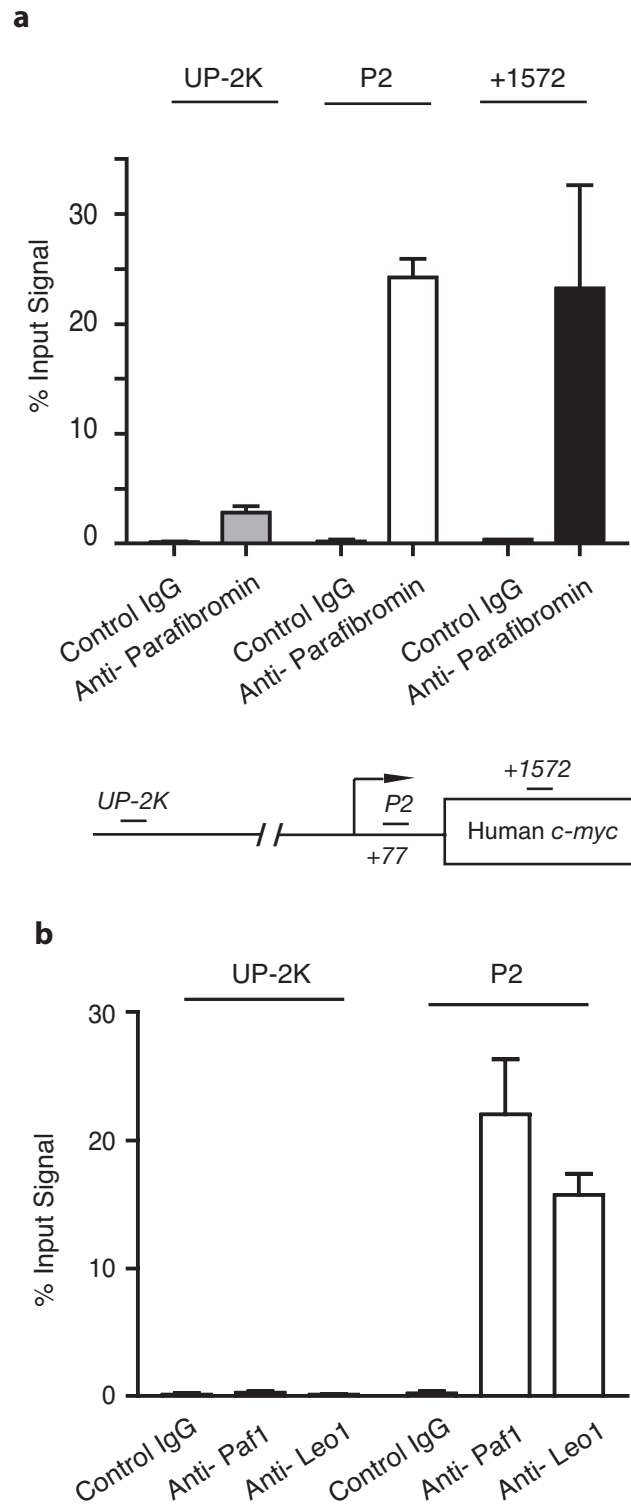 a
UP-2K P2 +1572
% Input Signal
30
20
10
0
Control IgG
Anti- Parafibromin
Control IgG
Anti- Parafibromin
Control IgG
Anti- Parafibromin
UP-2K P2 +1572
+77
Human c-myc
b
UP-2K P2
% Input Signal
30
20
10
0
Control IgG
Anti- Paf1
Anti- Leo1
Control IgG
Anti- Paf1
Anti- Leo1